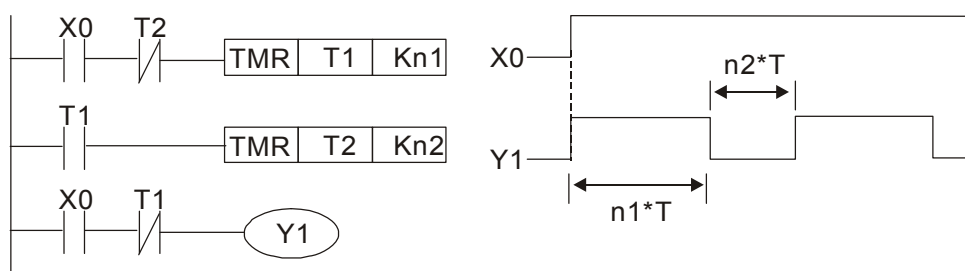 X0 T2
TMR T1 Kn1
T1
TMR T2 Kn2
X0 T1
Y1
X0
n2*T
Y1
n1*T